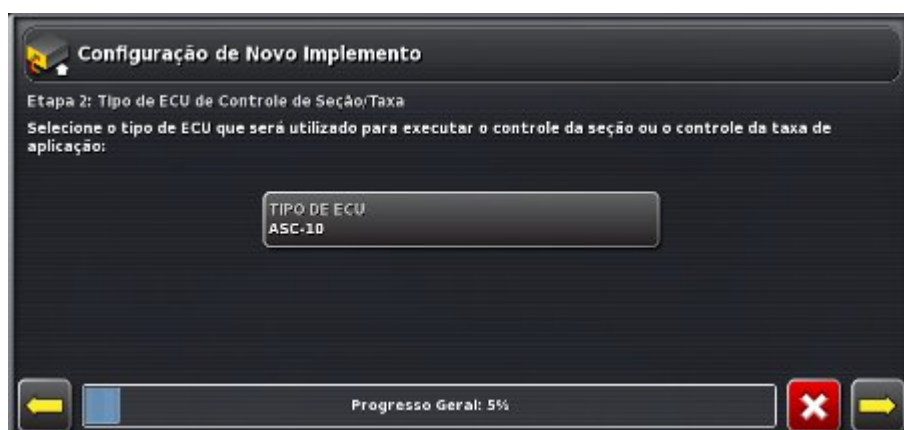 Configuração de Novo Implemento
Etapa 2: Tipo de ECU de Controle de Seção/Taxa
Selecione o tipo de ECU que será utilizado para executar o controle da seção ou o controle da taxa de
aplicação:
TIPO DE ECU
ASC-10
Progresso Geral: 5%